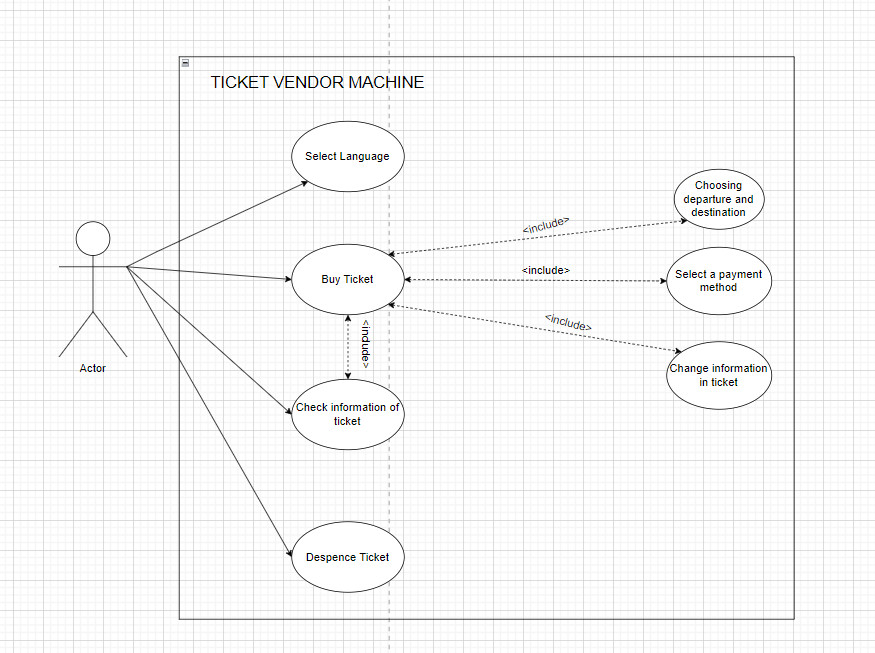 TICKET VENDOR MACHINE
Select Language
Choosing
departure and
destination
<include>
Buy Ticket
<include>
Select a payment
method
<include>
<include>
Change information
in ticket
Actor
Check information of
ticket
Despence Ticket